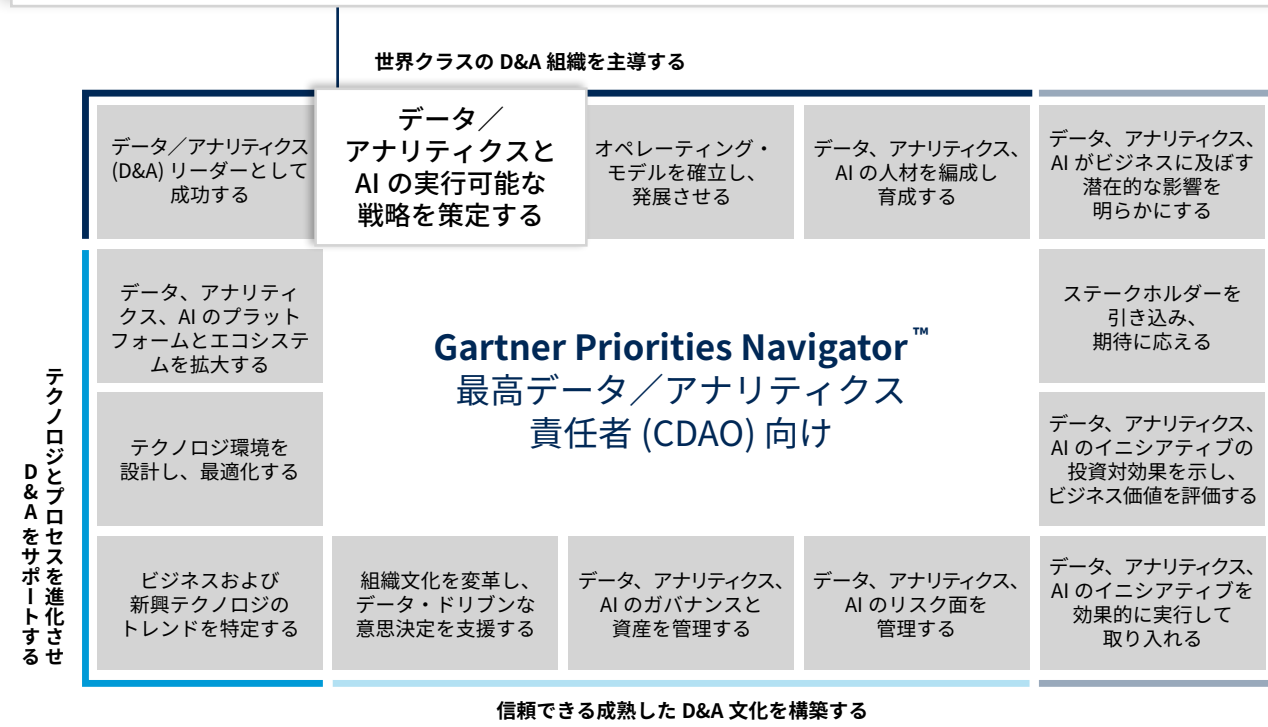 世界クラスの D&A 組織を主導する
データ／アナリティクス
(D&A) リーダーとして
成功する
データ／
アナリティクスと
AI の実行可能な
戦略を策定する
オペレーティング・
モデルを確立し、
発展させる
データ、アナリティクス、
AI の人材を編成し
育成する
データ、アナリティクス、
AI がビジネスに及ぼす
潜在的な影響を
明らかにする
データ、アナリティ
クス、AI のプラット
フォームとエコシステ
ムを拡大する
Gartner Priorities Navigator™
最高データ／アナリティクス
責任者 (CDAO) 向け
ステークホルダーを
引き込み、
期待に応える
テクノロジとプロセスを進化させ
D&A をサポートする
テクノロジ環境を
設計し、最適化する
データ、アナリティクス、
AI のイニシアティブの
投資対効果を示し、
ビジネス価値を評価する
ビジネスおよび
新興テクノロジの
トレンドを特定する
組織文化を変革し、
データ・ドリブンな
意思決定を支援する
データ、アナリティクス、
AI のガバナンスと
資産を管理する
データ、アナリティクス、
AI のリスク面を
管理する
データ、アナリティクス、
AI のイニシアティブを
効果的に実行して
取り入れる
信頼できる成熟した D&A 文化を構築する